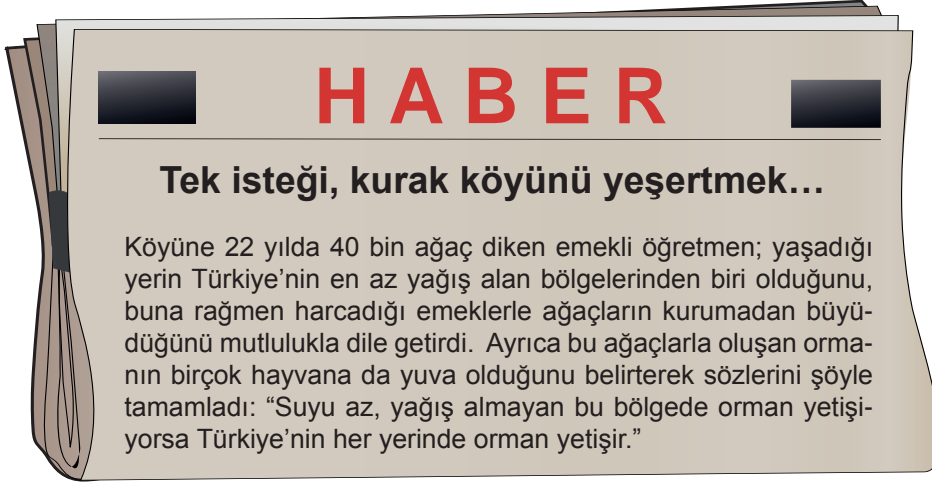 HABER
Tek isteği, kurak köyünü yeşertmek…
Köyüne 22 yılda 40 bin ağaç diken emekli öğretmen; yaşadığı
yerin Türkiye’nin en az yağış alan bölgelerinden biri olduğunu,
buna rağmen harcadığı emeklerle ağaçların kurumadan büyü-
düğünü mutlulukla dile getirdi. Ayrıca bu ağaçlarla oluşan orma-
nın birçok hayvana da yuva olduğunu belirterek sözlerini şöyle
tamamladı: “Suyu az, yağış almayan bu bölgede orman yetişi-
yorsa Türkiye’nin her yerinde orman yetişir.”